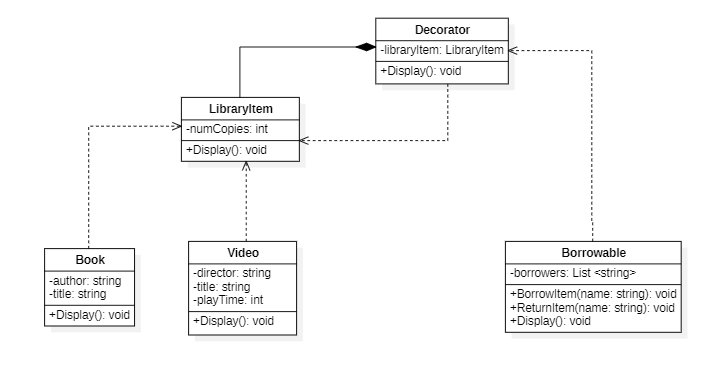 Decorator
-libraryItem: LibraryItem
+Display(): void
LibraryItem
-numCopies: int
+Display(): void
Book
-author: string
-title: string
+Display(): void
Video
-director: string
-title: string
-playTime: int
+Display(): void
Borrowable
-borrowers: List <string>
+BorrowItem(name: string): void
+ReturnItem(name: string): void
+Display(): void